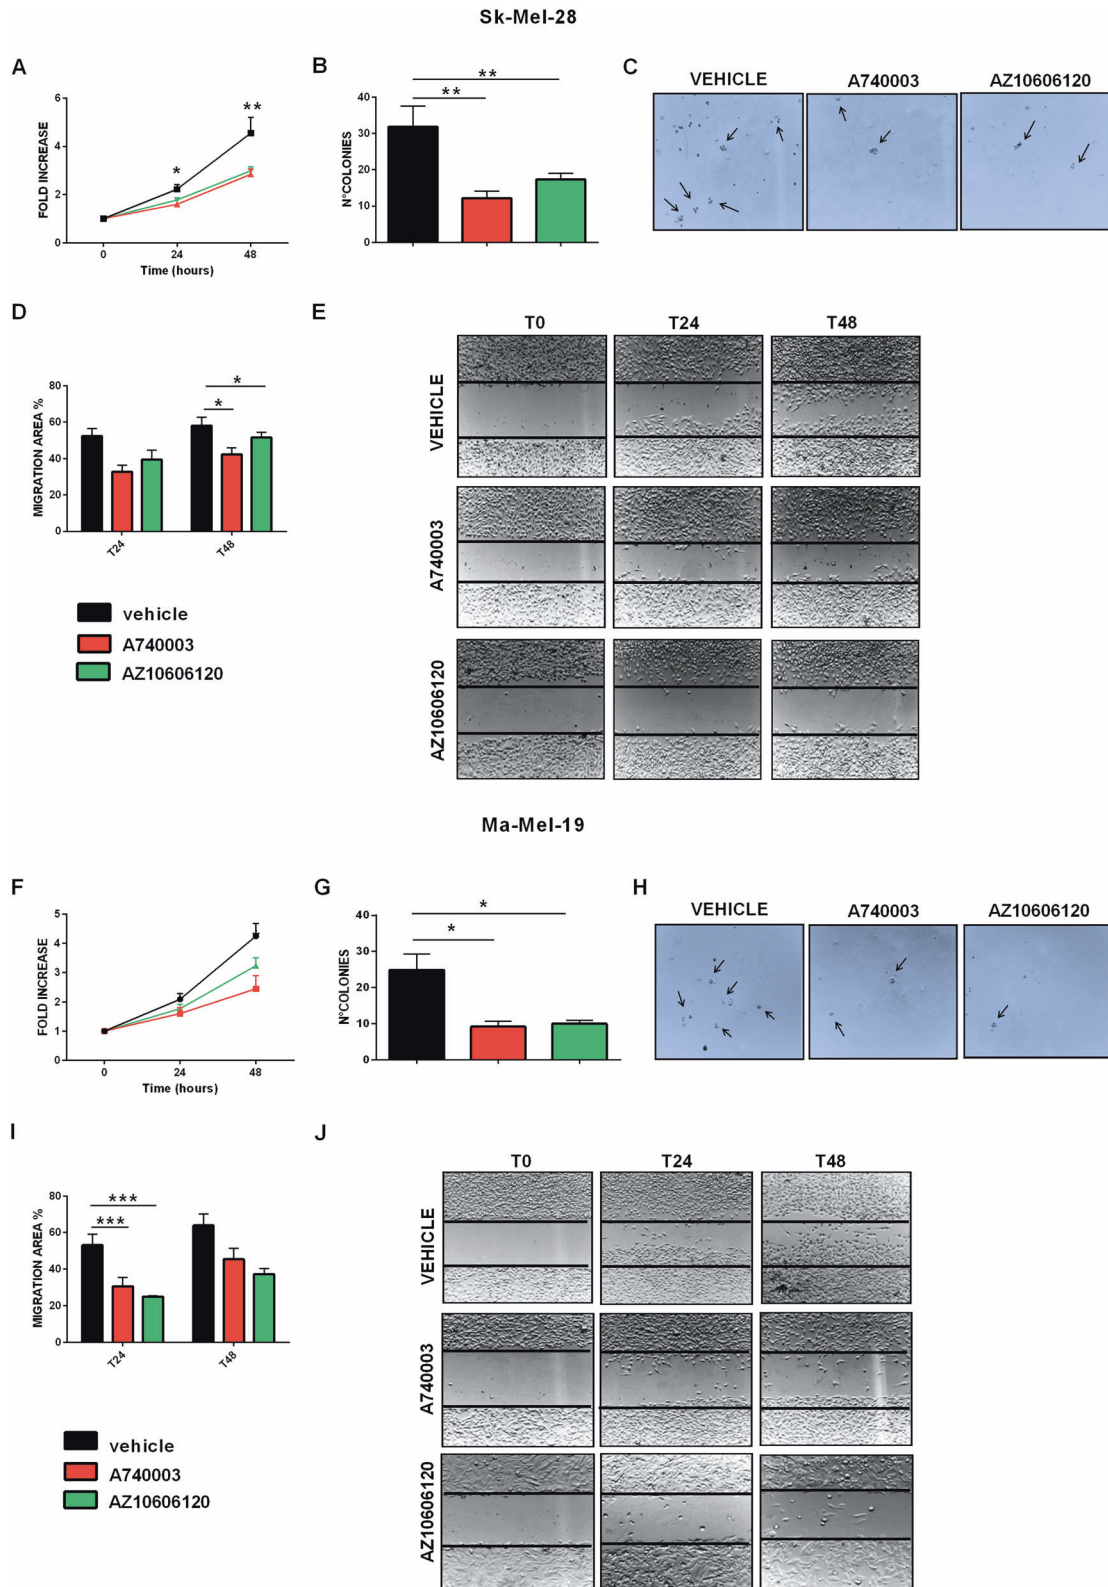 Sk-Mel-28
A
FOLD INCREASE
6
4
2
0
*
**
0 24 48
Time (hours)
B
N°COLONIES
40
30
20
10
0
**
**
C
VEHICLE A740003 AZ10606120
D
MIGRATION AREA %
80
60
40
20
0
*
*
T24 T48
vehicle
A740003
AZ10606120
E
T0 T24 T48
VEHICLE
A740003
AZ10606120
Ma-Mel-19
F
FOLD INCREASE
5
4
3
2
1
0
0 24 48
Time (hours)
G
N°COLONIES
40
30
20
10
0
*
*
H
VEHICLE A740003 AZ10606120
I
MIGRATION AREA %
80
60
40
20
0
***
***
T24 T48
vehicle
A740003
AZ10606120
J
T0 T24 T48
VEHICLE
A740003
AZ10606120